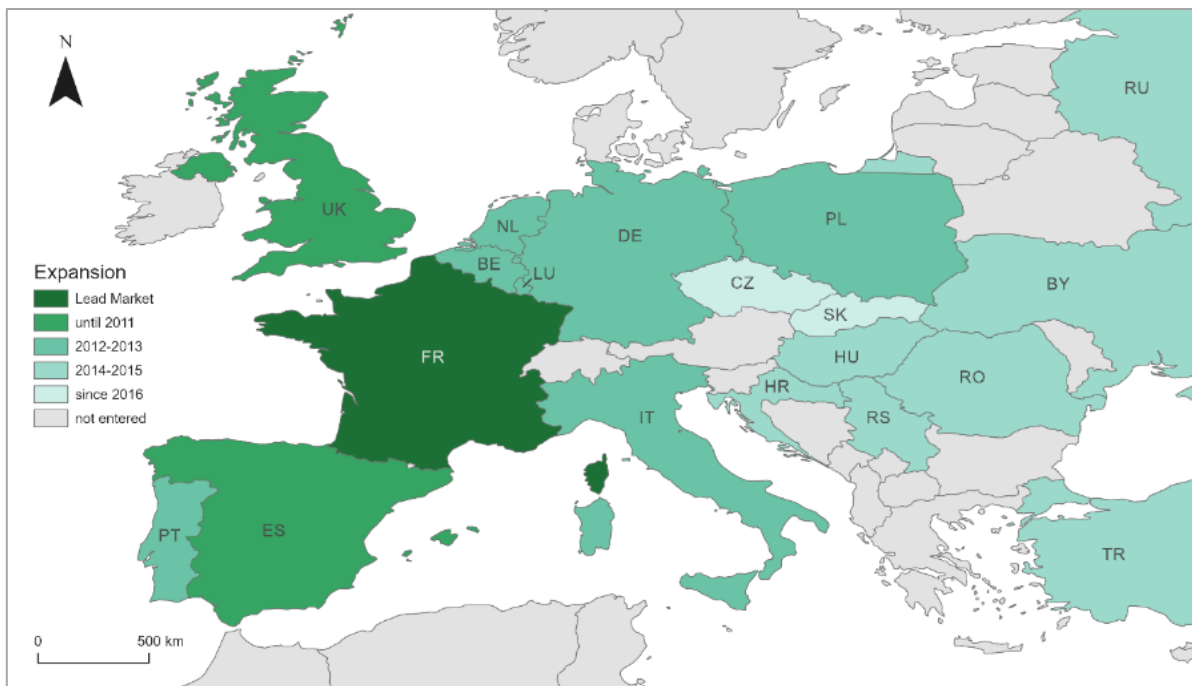 N
RU
UK
NL
DE
PL
BE
LU
CZ
BY
SK
Expansion
Lead Market
until 2011
2012-2013
2014-2015
since 2016
not entered
FR
HU
RO
HR
IT
RS
PT
ES
TR
0 500 km